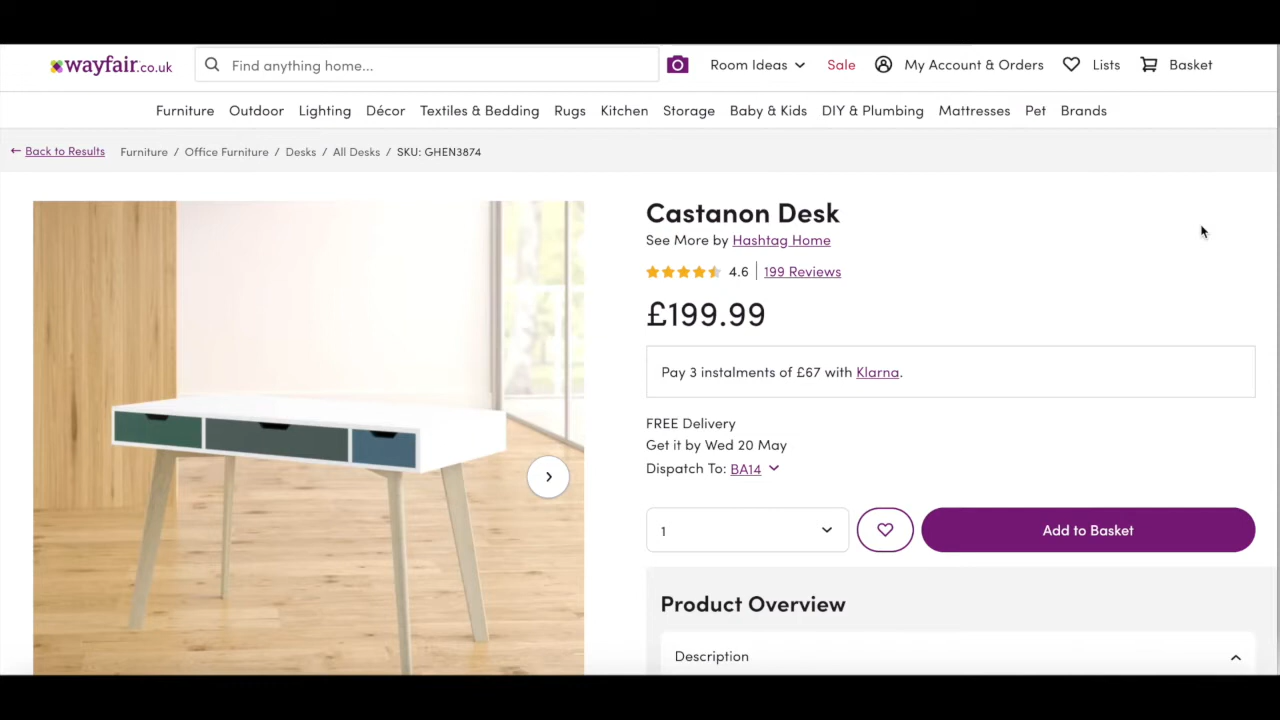 wayfair.co.uk
Find anything home...
Room Ideas
Sale
My Account & Orders
Lists
Basket
Furniture
Outdoor
Lighting
Décor
Textiles & Bedding
Rugs
Kitchen
Storage
Baby & Kids
DIY & Plumbing
Mattresses
Pet
Brands
← Back to Results
Furniture / Office Furniture / Desks / All Desks / SKU: GHEN3874
Castanon Desk
See More by Hashtag Home
4.6 | 199 Reviews
£199.99
Pay 3 instalments of £67 with Klarna.
FREE Delivery
Get it by Wed 20 May
Dispatch To: BA14
1
Add to Basket
Product Overview
Description